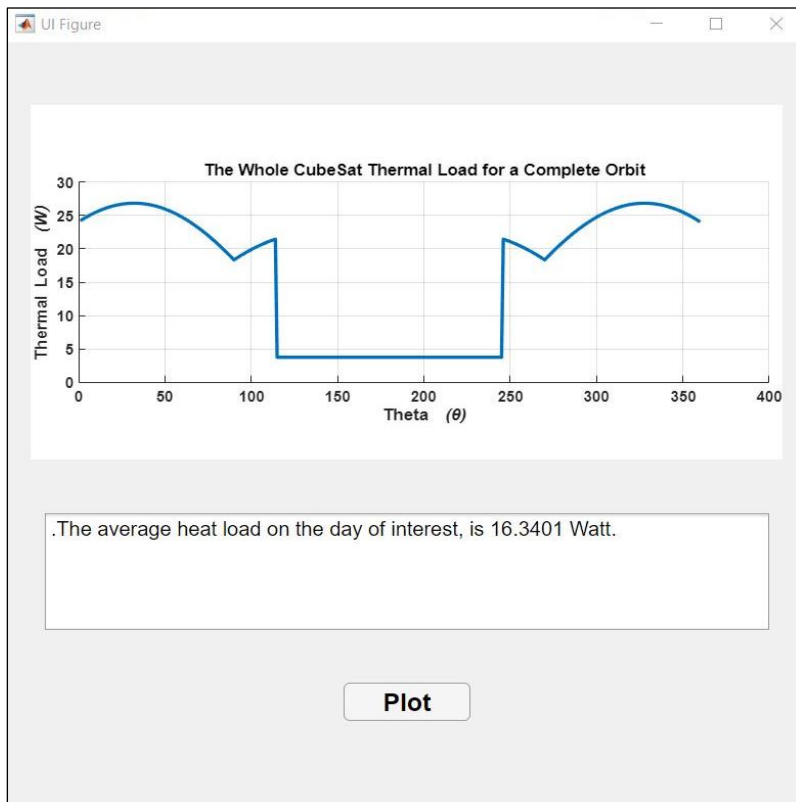 UI Figure
The Whole CubeSat Thermal Load for a Complete Orbit
Thermal Load (W)
30
25
20
15
10
5
0
0 50 100 150 200 250 300 350 400
Theta (θ)
.The average heat load on the day of interest, is 16.3401 Watt.
Plot